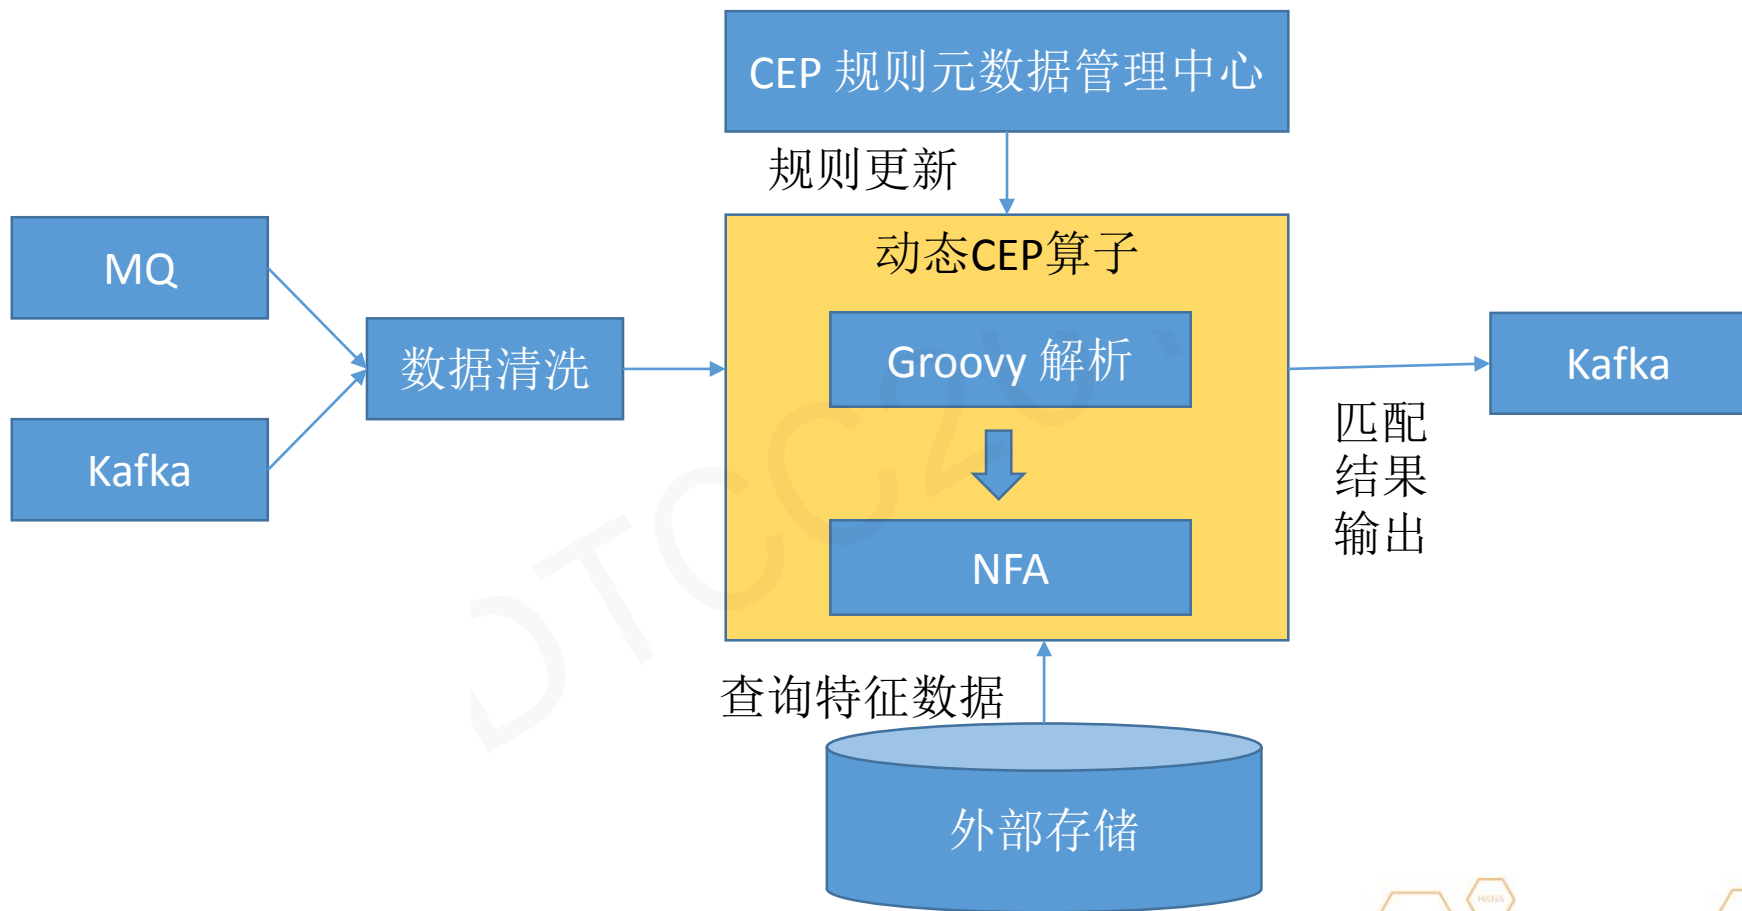 CEP 规则元数据管理中心
规则更新
MQ
动态CEP算子
Groovy 解析
数据清洗
Kafka
Kafka
匹配
结果
输出
NFA
查询特征数据
外部存储
HANA